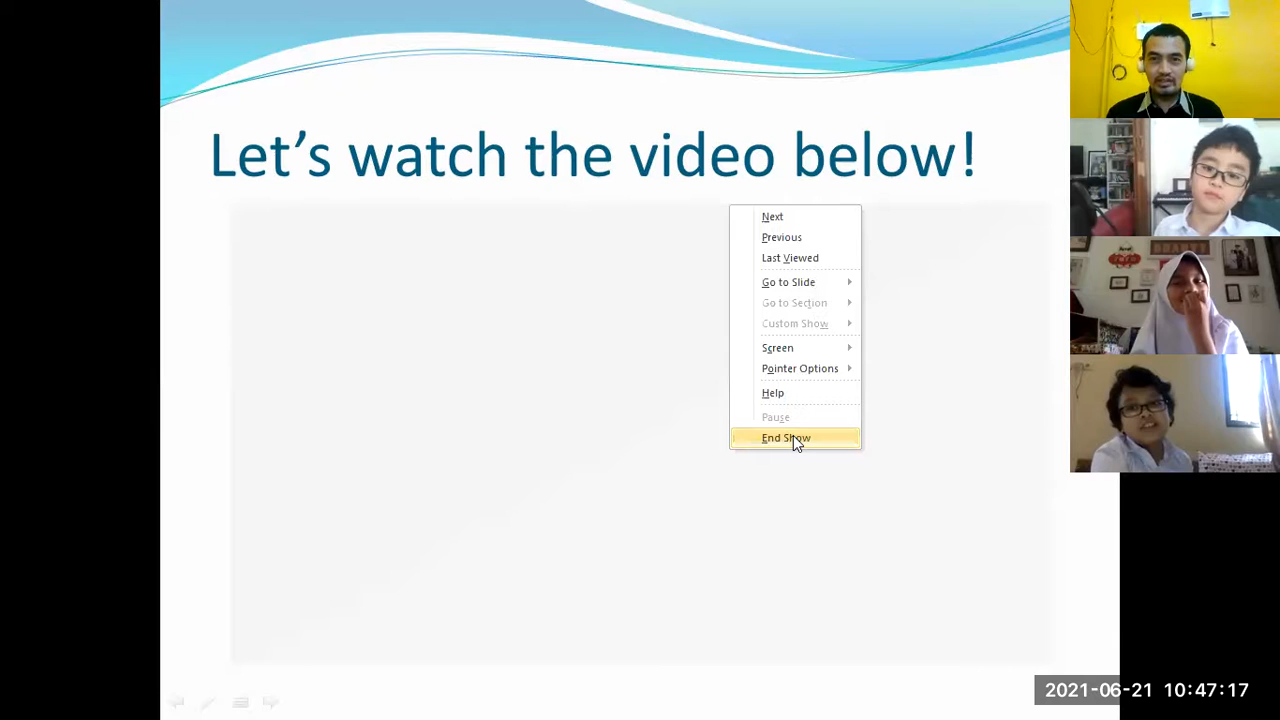 Let's watch the video below!
Next
Previous
Last Viewed
Go to Slide
Go to Section
Custom Show
Screen
Pointer Options
Help
Pause
End Show
2021-06-21 10:47:17